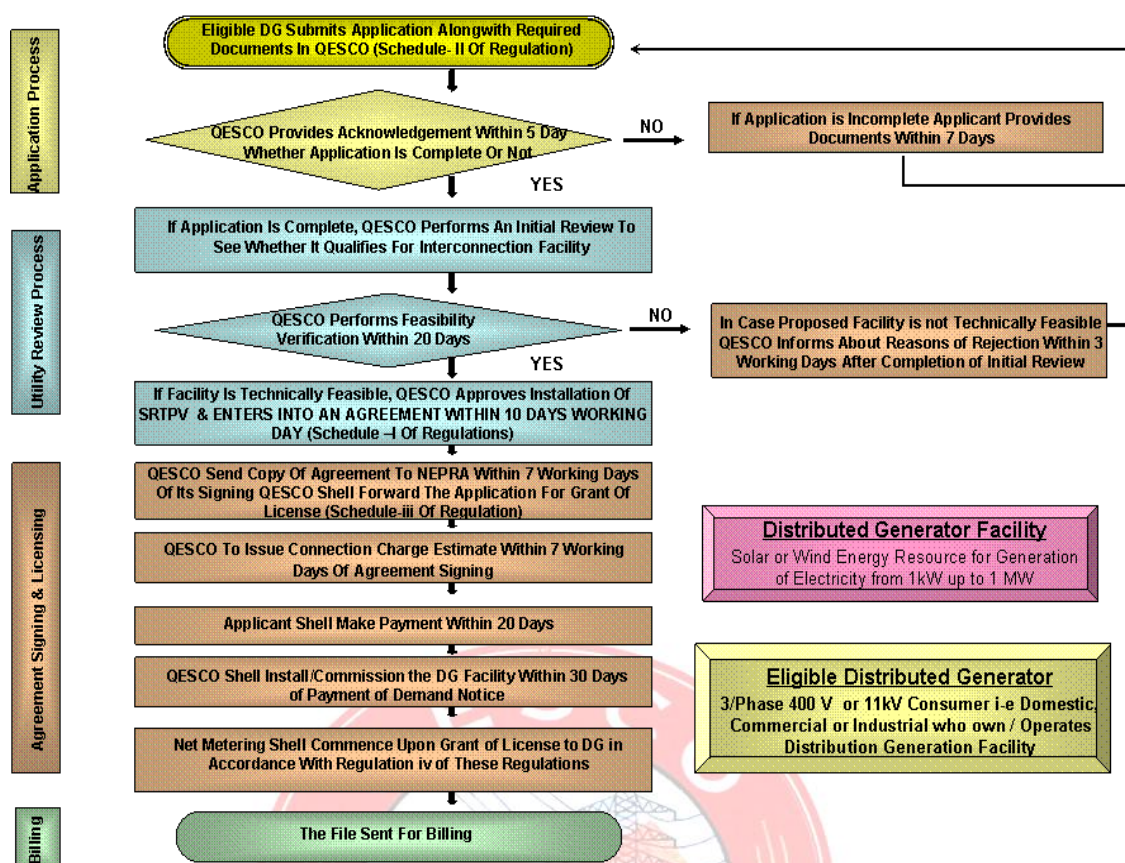 Application Process
Eligible DG Submits Application Alongwith Required
Documents In QESCO (Schedule- II Of Regulation)
QESCO Provides Acknowledgement Within 5 Day
Whether Application Is Complete Or Not
NO
If Application is Incomplete Applicant Provides
Documents Within 7 Days
YES
Utility Review Process
If Application Is Complete, QESCO Performs An Initial Review To
See Whether It Qualifies For Interconnection Facility
QESCO Performs Feasibility
Verification Within 20 Days
NO
In Case Proposed Facility is not Technically Feasible
QESCO Informs About Reasons of Rejection Within 3
Working Days After Completion of Initial Review
YES
If Facility Is Technically Feasible, QESCO Approves Installation Of
SRTPV & ENTERS INTO AN AGREEMENT WITHIN 10 DAYS WORKING
DAY (Schedule –I Of Regulations)
Agreement Signing & Licensing
QESCO Send Copy Of Agreement To NEPRA Within 7 Working Days
Of Its Signing QESCO Shell Forward The Application For Grant Of
License (Schedule-iii Of Regulation)
QESCO To Issue Connection Charge Estimate Within 7 Working
Days Of Agreement Signing
Applicant Shell Make Payment Within 20 Days
QESCO Shell Install/Commission the DG Facility Within 30 Days
of Payment of Demand Notice
Net Metering Shell Commence Upon Grant of License to DG in
Accordance With Regulation iv of These Regulations
Distributed Generator Facility
Solar or Wind Energy Resource for Generation
of Electricity from 1kW up to 1 MW
Eligible Distributed Generator
3/Phase 400 V or 11kV Consumer i-e Domestic,
Commercial or Industrial who own / Operates
Distribution Generation Facility
Billing
The File Sent For Billing